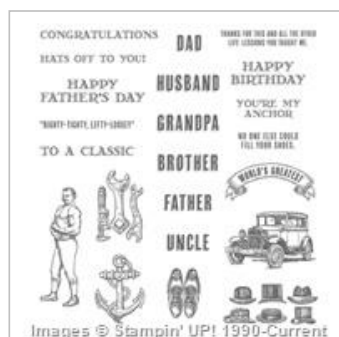 CONGRATULATIONS
HATS OFF TO YOU!
HAPPY
FATHER'S DAY
"RIGHTY-TIGHTY, LEFTY-LOOSEY"
TO A CLASSIC
DAD
HUSBAND
GRANDPA
BROTHER
FATHER
UNCLE
THANKS FOR THIS AND ALL THE OTHER
LIFE LESSONS YOU TAUGHT ME.
HAPPY
BIRTHDAY
YOU'RE MY
ANCHOR
NO ONE ELSE COULD
FILL YOUR SHOES.
WORLD'S GREATEST
Images © Stampin' UP! 1990-Current